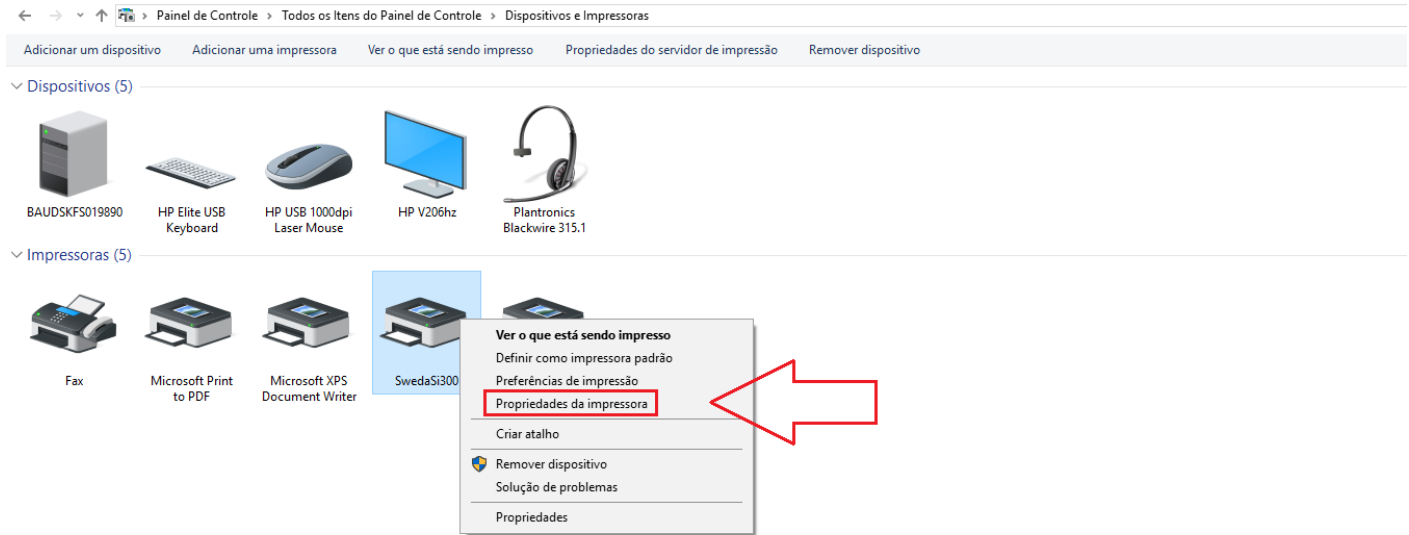 Painel de Controle > Todos os Itens do Painel de Controle > Dispositivos e Impressoras
Adicionar um dispositivo Adicionar uma impressora Ver o que está sendo impresso Propriedades do servidor de impressão Remover dispositivo
Dispositivos (5)
BAUDSKFS019890
HP Elite USB
Keyboard
HP USB 1000dpi
Laser Mouse
HP V206hz
Plantronics
Blackwire 315.1
Impressoras (5)
Fax
Microsoft Print
to PDF
Microsoft XPS
Document Writer
SwedaSi300
Ver o que está sendo impresso
Definir como impressora padrão
Preferências de impressão
Propriedades da impressora
Criar atalho
Remover dispositivo
Solução de problemas
Propriedades